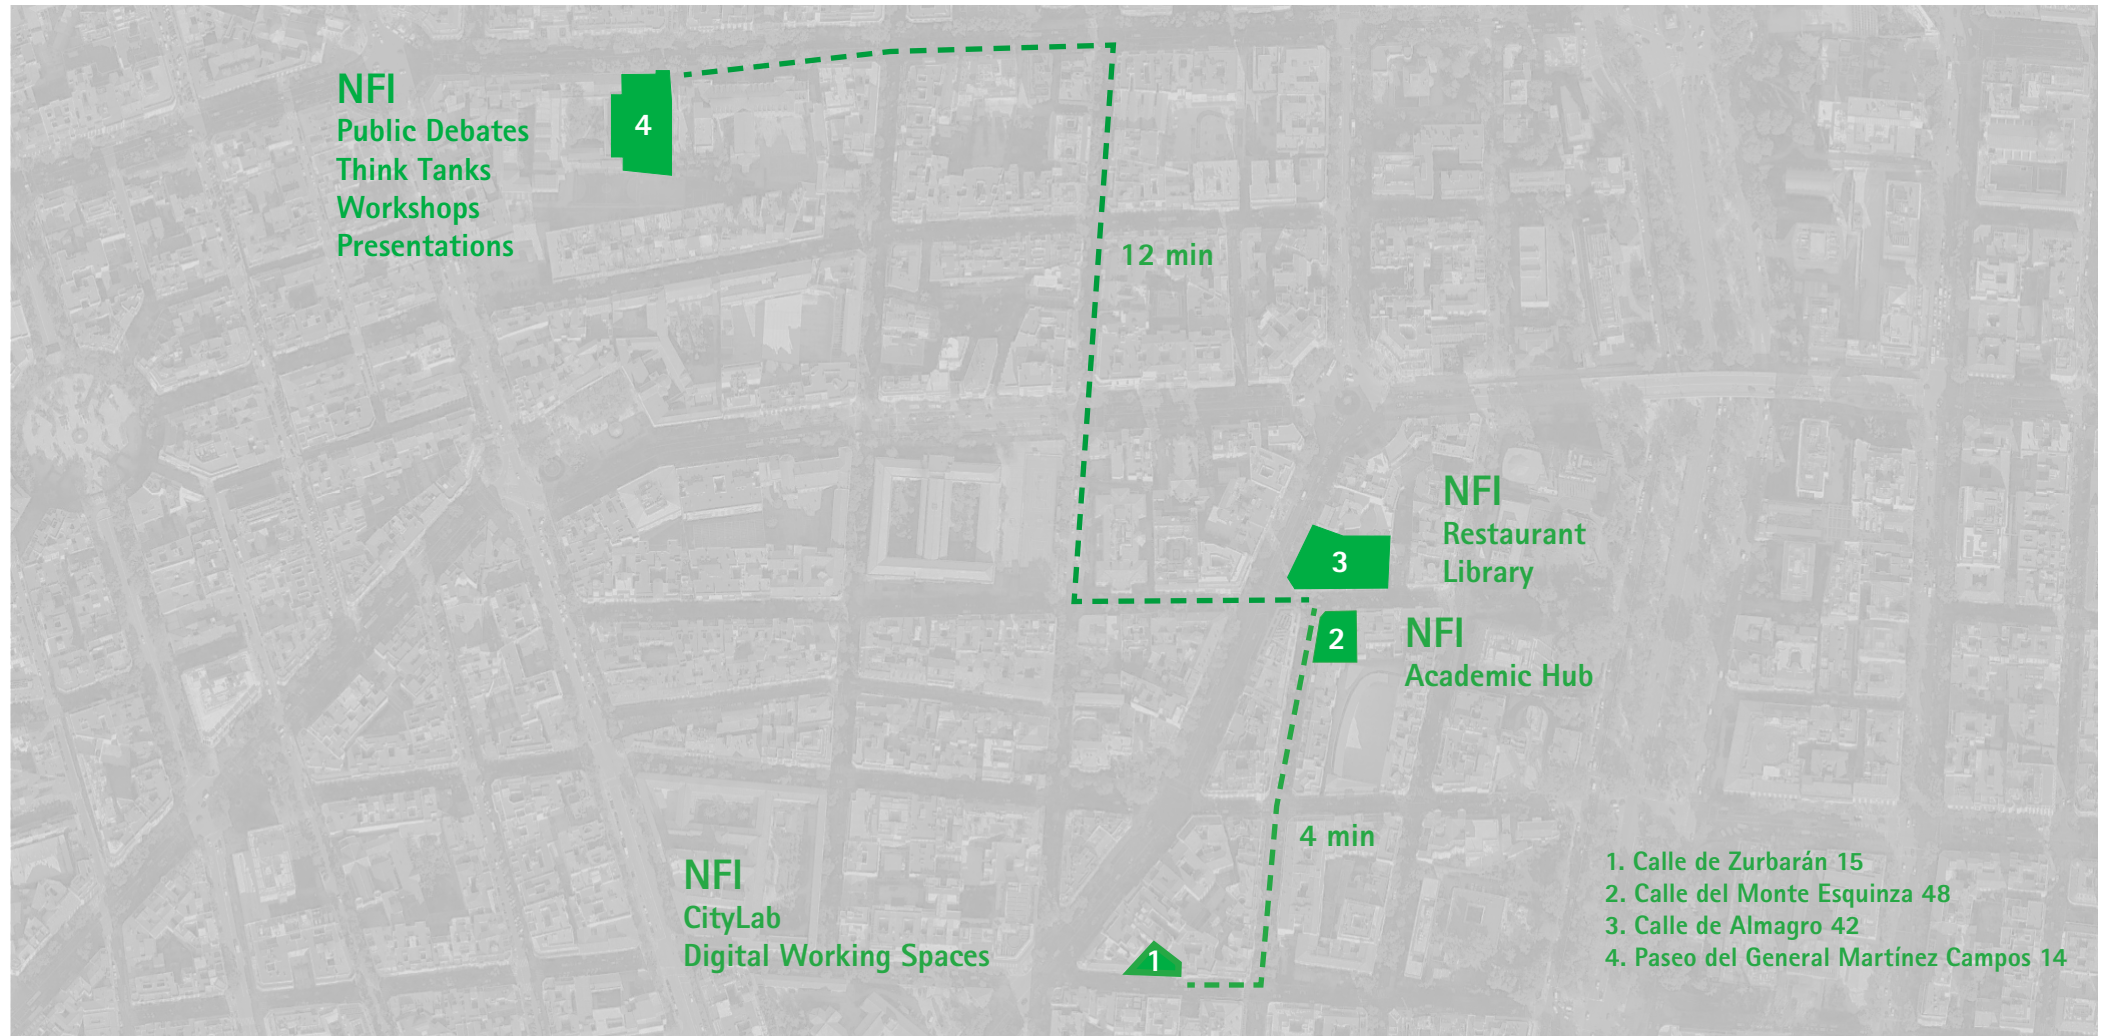 NFI
Public Debates
Think Tanks
Workshops
Presentations
4
12 min
NFI
Restaurant
Library
3
2
NFI
Academic Hub
4 min
NFI
CityLab
Digital Working Spaces
1
1. Calle de Zurbarán 15
2. Calle del Monte Esquinza 48
3. Calle de Almagro 42
4. Paseo del General Martínez Campos 14